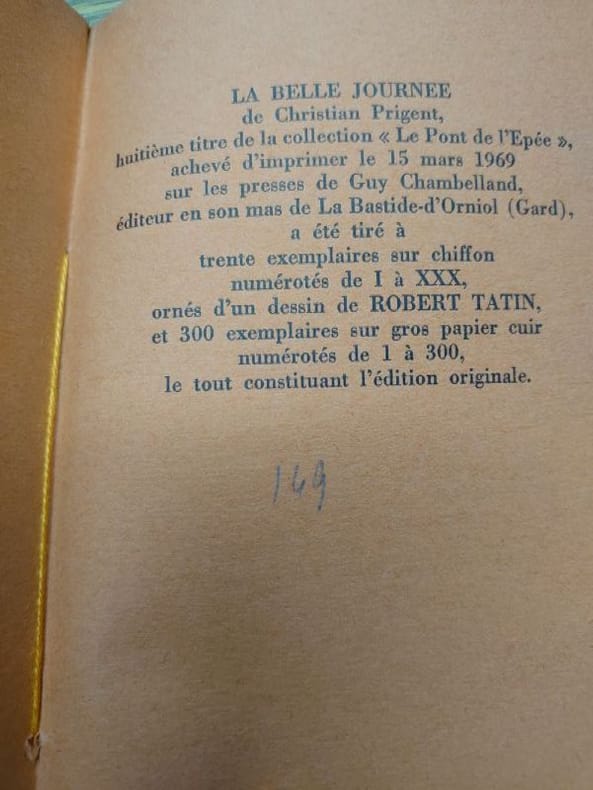 LA BELLE JOURNEE
de Christian Prigent,
huitième titre de la collection « Le Pont de l'Epée »,
achevé d'imprimer le 15 mars 1969
sur les presses de Guy Chambelland,
éditeur en son mas de La Bastide-d'Orniol (Gard),
a été tiré à
trente exemplaires sur chiffon
numérotés de I à XXX,
ornés d'un dessin de ROBERT TATIN,
et 300 exemplaires sur gros papier cuir
numérotés de 1 à 300,
le tout constituant l'édition originale.
149